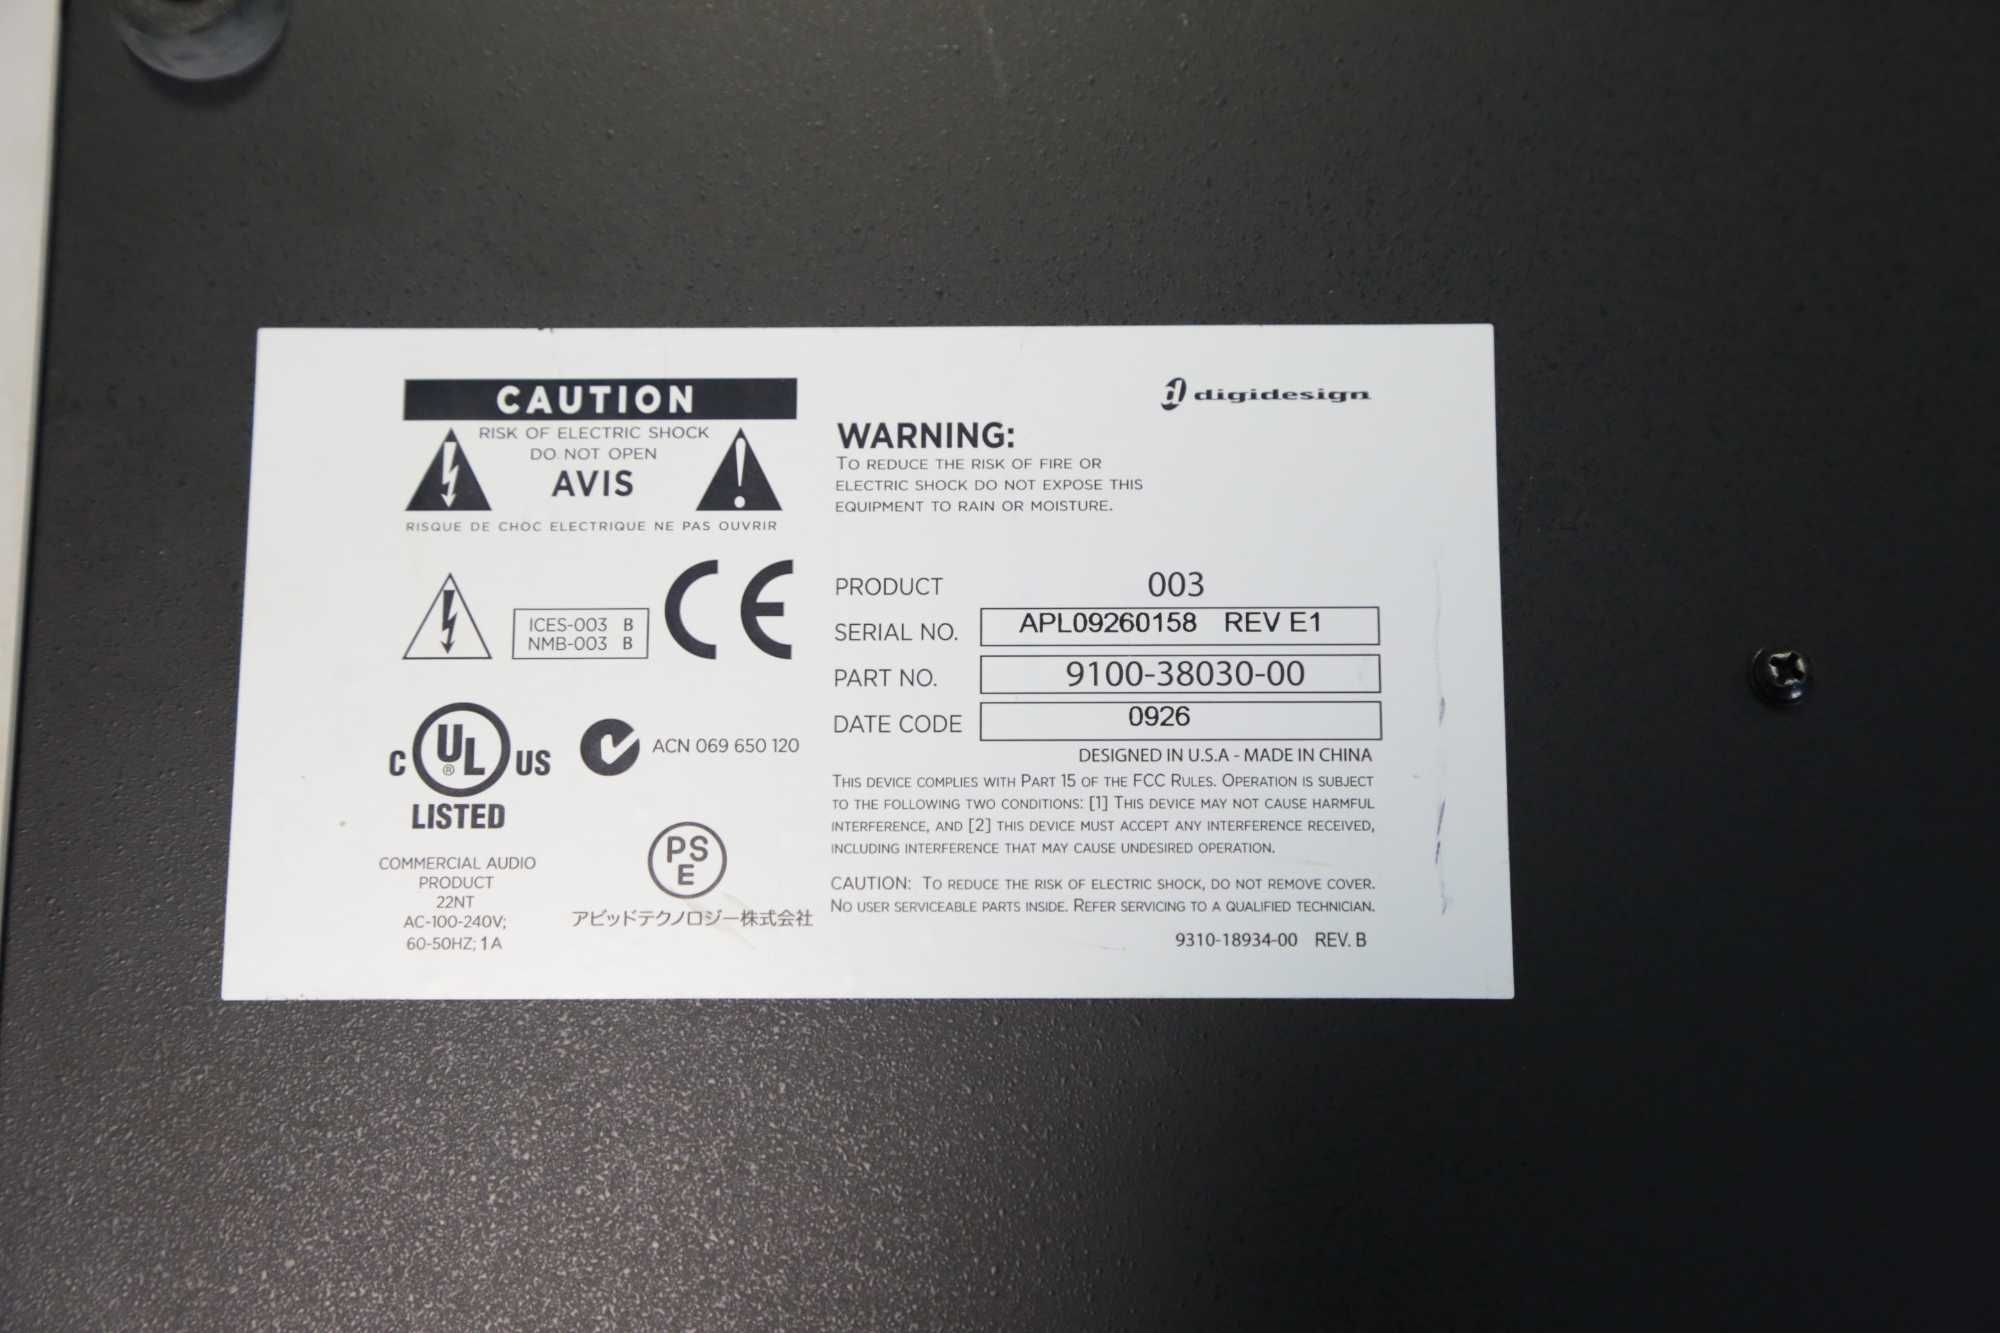 CAUTION
RISK OF ELECTRIC SHOCK
DO NOT OPEN
AVIS
RISQUE DE CHOC ELECTRIQUE NE PAS OUVRIR
ICES-003 B
NMB-003 B
CE
C UL ® US
LISTED
ACN 069 650 120
COMMERCIAL AUDIO
PRODUCT
22NT
AC-100-240V;
60-50HZ; 1 A
PS
E
アビッドテクノロジー株式会社
digidesign
WARNING:
TO REDUCE THE RISK OF FIRE OR
ELECTRIC SHOCK DO NOT EXPOSE THIS
EQUIPMENT TO RAIN OR MOISTURE.
PRODUCT 003
SERIAL NO. APL09260158 REV E1
PART NO. 9100-38030-00
DATE CODE 0926
DESIGNED IN U.S.A - MADE IN CHINA
THIS DEVICE COMPLIES WITH PART 15 OF THE FCC RULES. OPERATION IS SUBJECT
TO THE FOLLOWING TWO CONDITIONS: [1] THIS DEVICE MAY NOT CAUSE HARMFUL
INTERFERENCE, AND [2] THIS DEVICE MUST ACCEPT ANY INTERFERENCE RECEIVED,
INCLUDING INTERFERENCE THAT MAY CAUSE UNDESIRED OPERATION.
CAUTION: TO REDUCE THE RISK OF ELECTRIC SHOCK, DO NOT REMOVE COVER.
NO USER SERVICEABLE PARTS INSIDE. REFER SERVICING TO A QUALIFIED TECHNICIAN.
9310-18934-00 REV. B